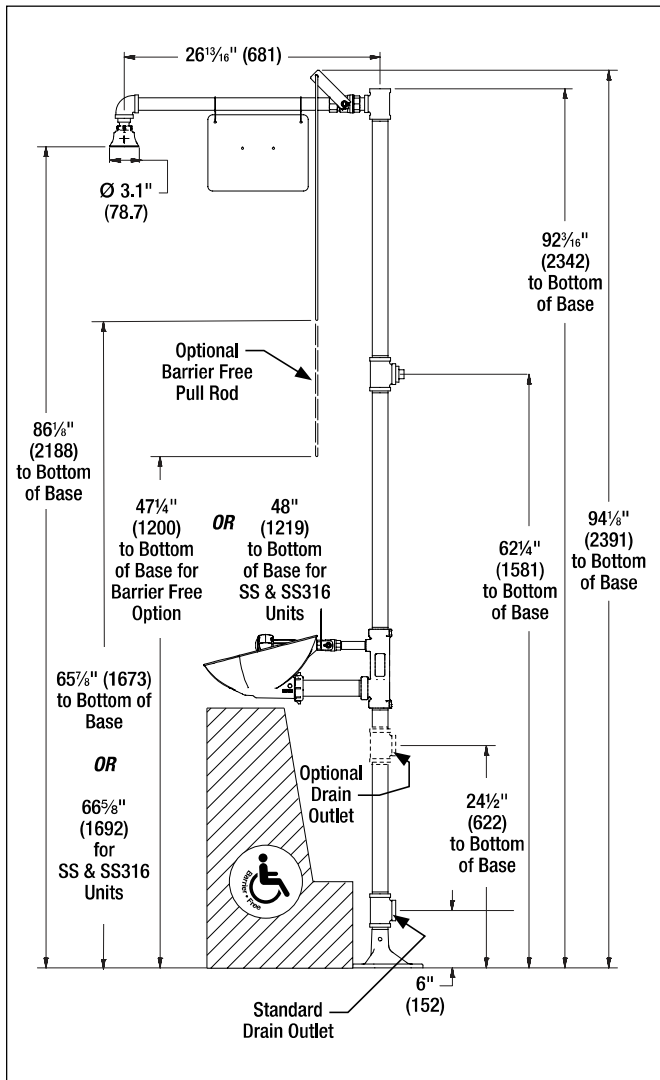 26¹³⁄₁₆" (681)
Ø 3.1"
(78.7)
92³⁄₁₆"
(2342)
to Bottom
of Base
Optional
Barrier Free
Pull Rod
86⅛"
(2188)
to Bottom
of Base
47¼"
(1200)
to Bottom
of Base for
Barrier Free
Option
OR
48"
(1219)
to Bottom
of Base for
SS & SS316
Units
62¼"
(1581)
to Bottom
of Base
94⅛"
(2391)
to Bottom
of Base
65⅞" (1673)
to Bottom of
Base
OR
66⅝"
(1692)
for
SS & SS316
Units
Optional
Drain
Outlet
24½"
(622)
to Bottom
of Base
Barrier • Free
6"
(152)
Standard
Drain Outlet